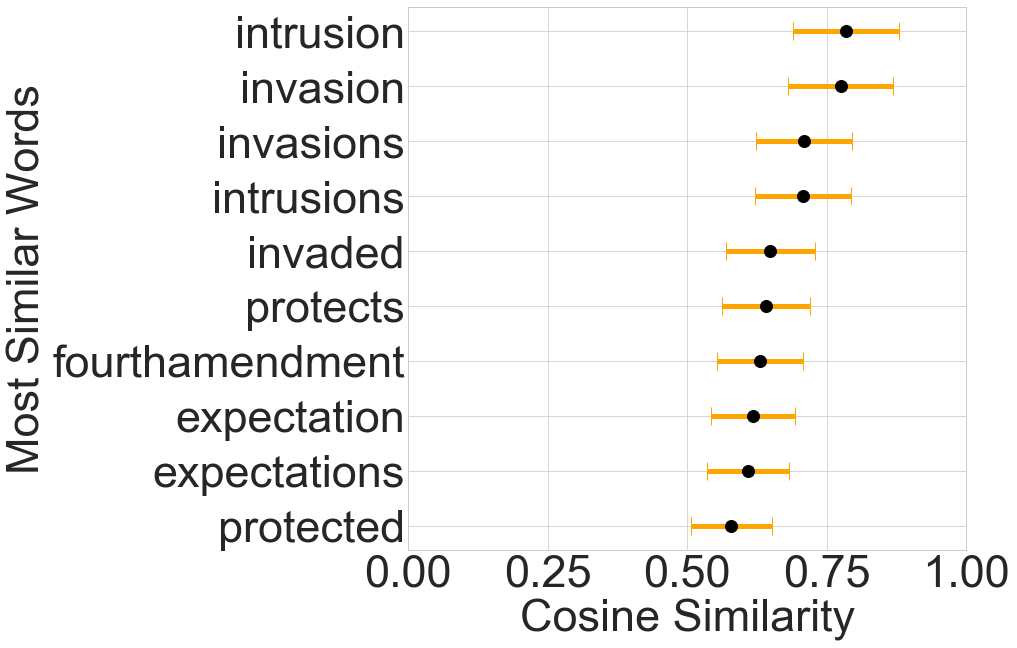 Most Similar Words
intrusion
invasion
invasions
intrusions
invaded
protects
fourthamendment
expectation
expectations
protected
0.00 0.25 0.50 0.75 1.00
Cosine Similarity